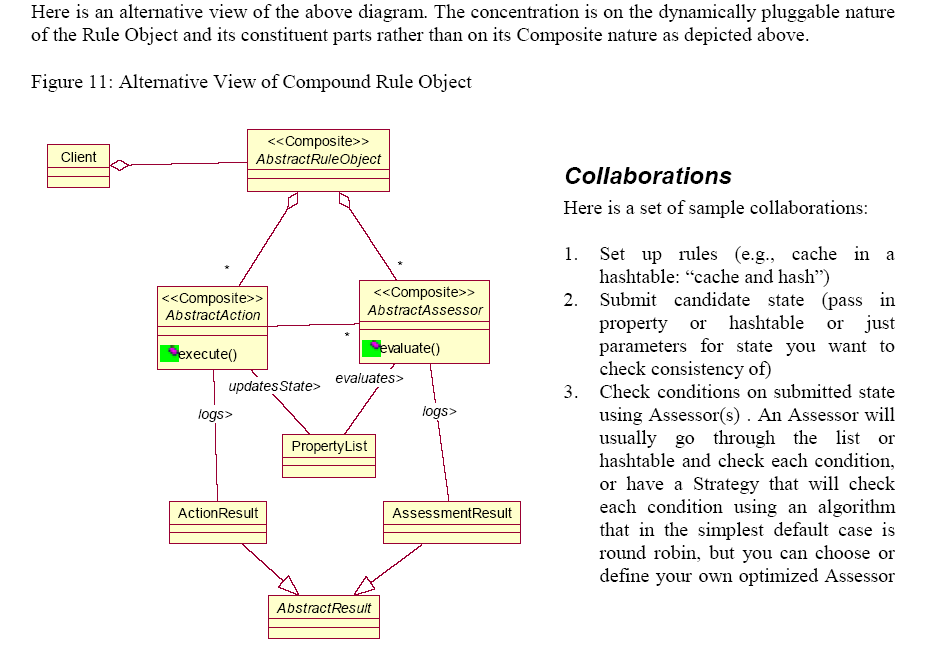 Here is an alternative view of the above diagram. The concentration is on the dynamically pluggable nature
of the Rule Object and its constituent parts rather than on its Composite nature as depicted above.
Figure 11: Alternative View of Compound Rule Object
Client
<<Composite>>
AbstractRuleObject
*
*
<<Composite>>
AbstractAction
execute()
<<Composite>>
AbstractAssessor
evaluate()
*
updatesState>
evaluates>
logs>
logs>
PropertyList
ActionResult
AssessmentResult
AbstractResult
Collaborations
Here is a set of sample collaborations:
1. Set up rules (e.g., cache in a
hashtable: “cache and hash”)
2. Submit candidate state (pass in
property or hashtable or just
parameters for state you want to
check consistency of)
3. Check conditions on submitted state
using Assessor(s) . An Assessor will
usually go through the list or
hashtable and check each condition,
or have a Strategy that will check
each condition using an algorithm
that in the simplest default case is
round robin, but you can choose or
define your own optimized Assessor